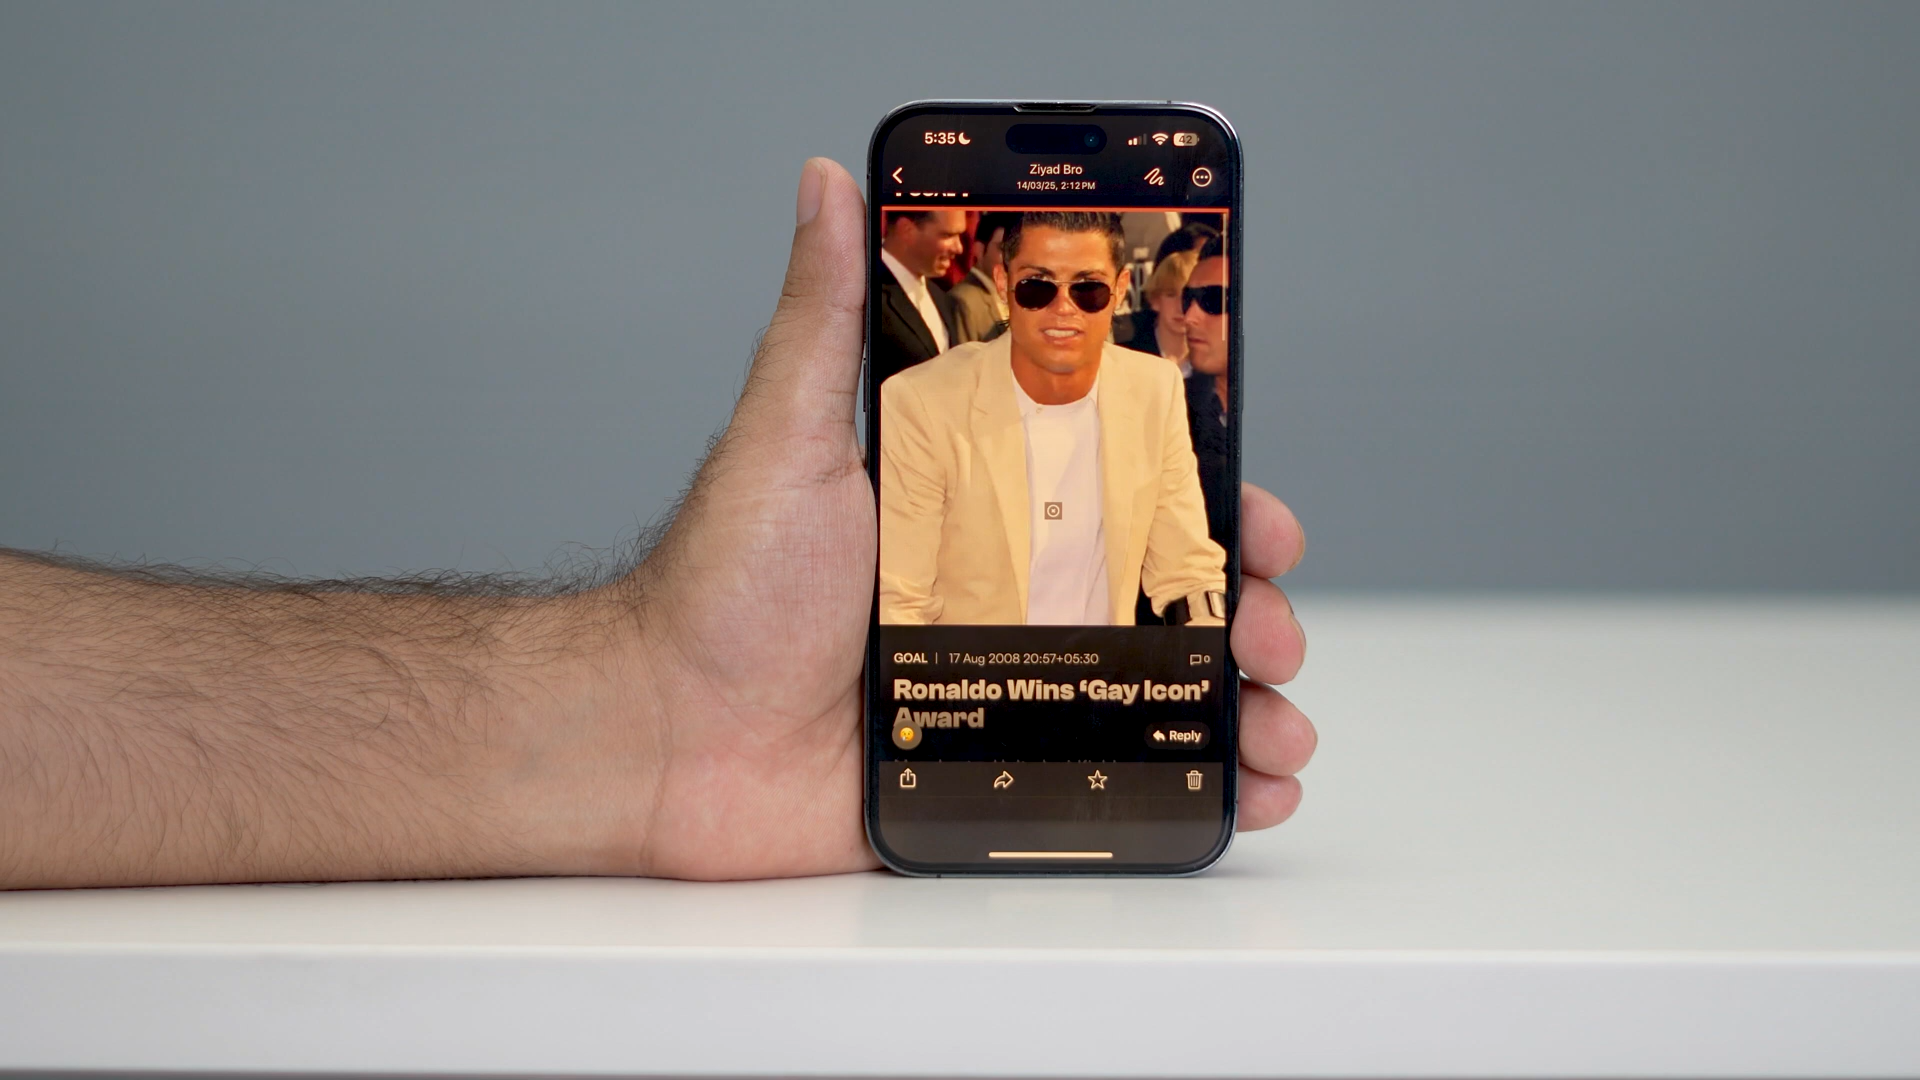 5:35
42
Ziyad Bro
14/03/25, 2:12 PM
GOAL | 17 Aug 2008 20:57+05:30
0
Ronaldo Wins ‘Gay Icon’
Award
Reply